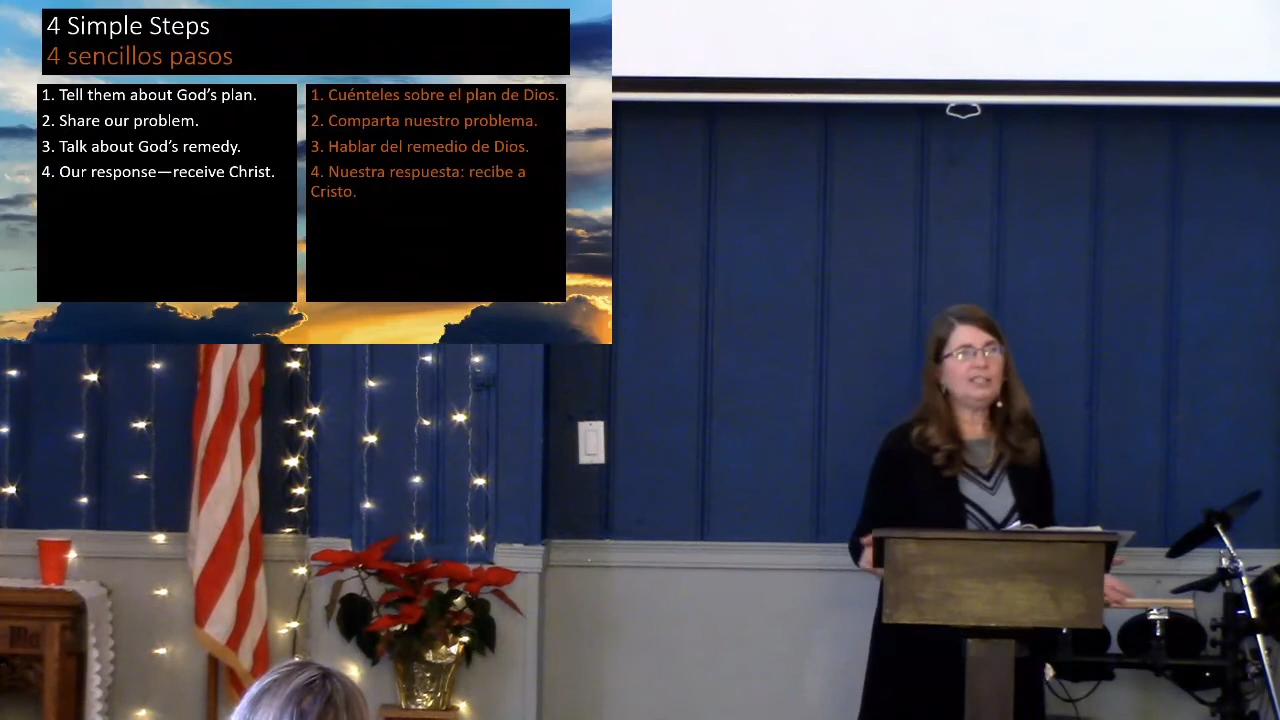 4 Simple Steps
4 sencillos pasos
1. Tell them about God’s plan.
2. Share our problem.
3. Talk about God’s remedy.
4. Our response—receive Christ.
1. Cuénteles sobre el plan de Dios.
2. Comparta nuestro problema.
3. Hablar del remedio de Dios.
4. Nuestra respuesta: recibe a
Cristo.